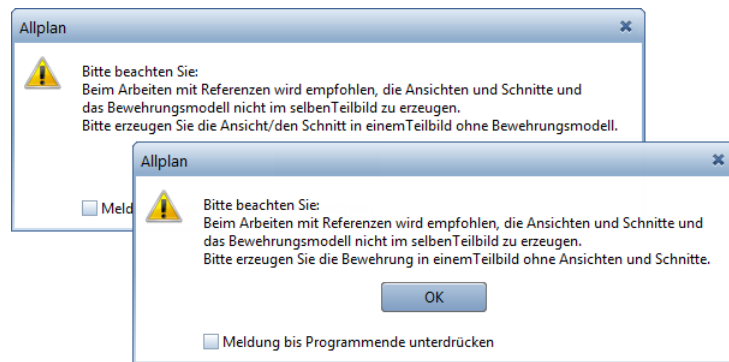 Allplan
Bitte beachten Sie:
Beim Arbeiten mit Referenzen wird empfohlen, die Ansichten und Schnitte und
das Bewehrungsmodell nicht im selbenTeilbild zu erzeugen.
Bitte erzeugen Sie die Ansicht/den Schnitt in einemTeilbild ohne Bewehrungsmodell.
Meld
Allplan
Bitte beachten Sie:
Beim Arbeiten mit Referenzen wird empfohlen, die Ansichten und Schnitte und
das Bewehrungsmodell nicht im selbenTeilbild zu erzeugen.
Bitte erzeugen Sie die Bewehrung in einemTeilbild ohne Ansichten und Schnitte.
OK
Meldung bis Programmende unterdrücken